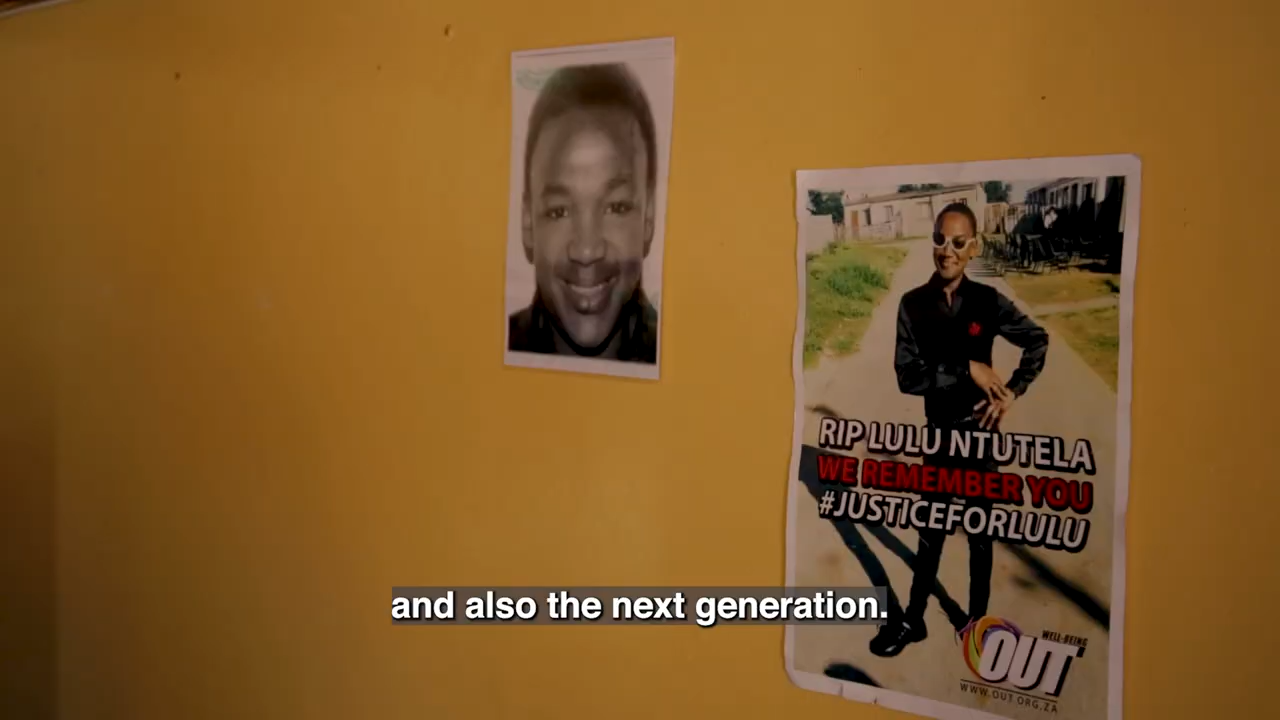 RIP LULU NTUTELA
WE REMEMBER YOU
#JUSTICEFORLULU
and also the next generation.
WELL-BEING
OUT
WWW.OUT.ORG.ZA